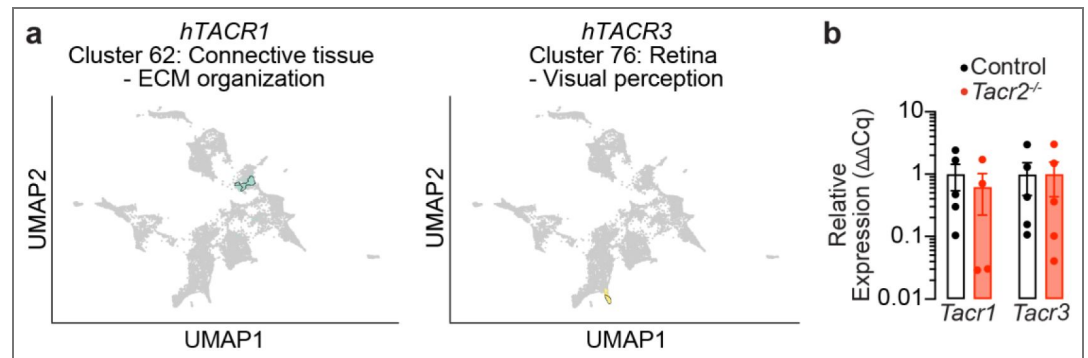 a
hTACR1
Cluster 62: Connective tissue
- ECM organization
UMAP2
UMAP1
hTACR3
Cluster 76: Retina
- Visual perception
UMAP2
UMAP1
b
Control
Tacr2-/-
Relative
Expression (ΔΔCq)
10
1
0.1
0.01
Tacr1
Tacr3